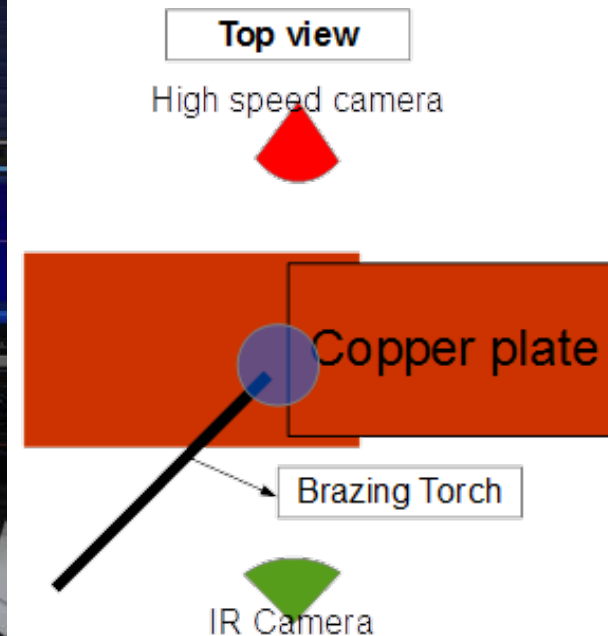 Top view
High speed camera
Copper plate
Brazing Torch
IR Camera